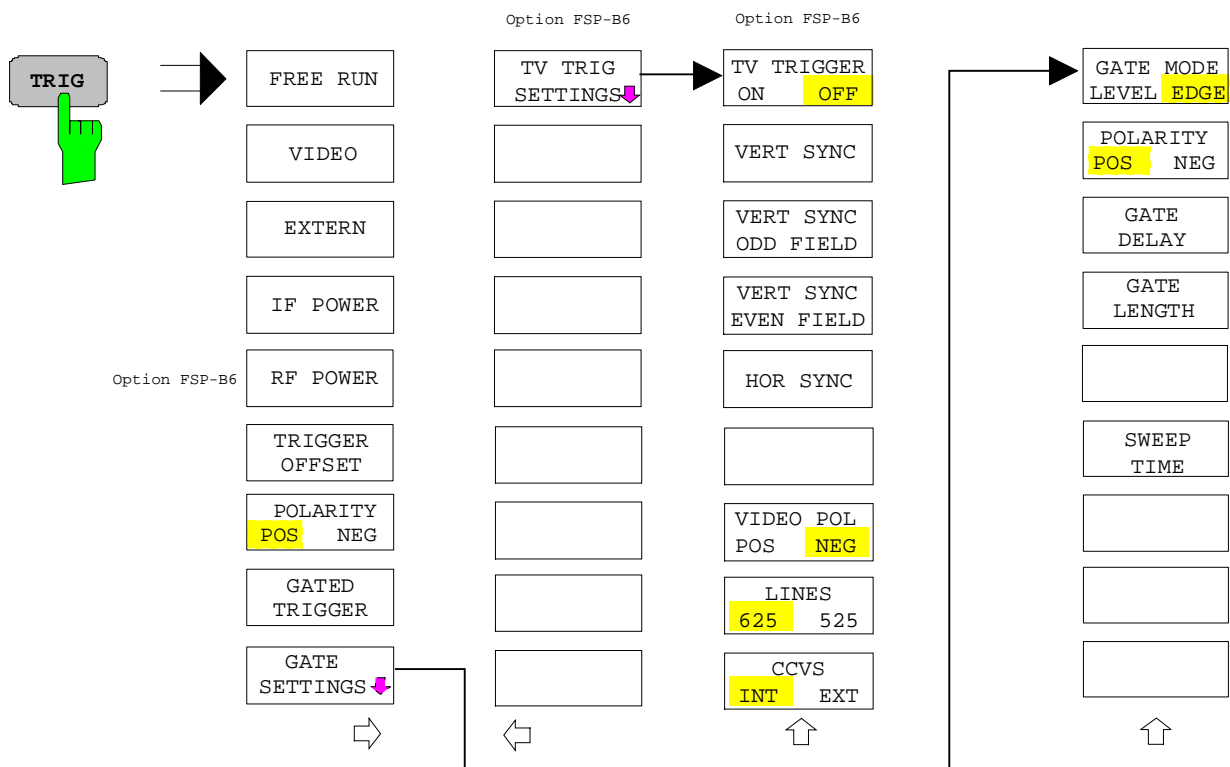 Option FSP-B6
Option FSP-B6
TRIG
FREE RUN
VIDEO
EXTERN
IF POWER
Option FSP-B6
RF POWER
TRIGGER
OFFSET
POLARITY
POS NEG
GATED
TRIGGER
GATE
SETTINGS
TV TRIG
SETTINGS
TV TRIGGER
ON OFF
VERT SYNC
VERT SYNC
ODD FIELD
VERT SYNC
EVEN FIELD
HOR SYNC
VIDEO POL
POS NEG
LINES
625 525
CCVS
INT EXT
GATE MODE
LEVEL EDGE
POLARITY
POS NEG
GATE
DELAY
GATE
LENGTH
SWEEP
TIME